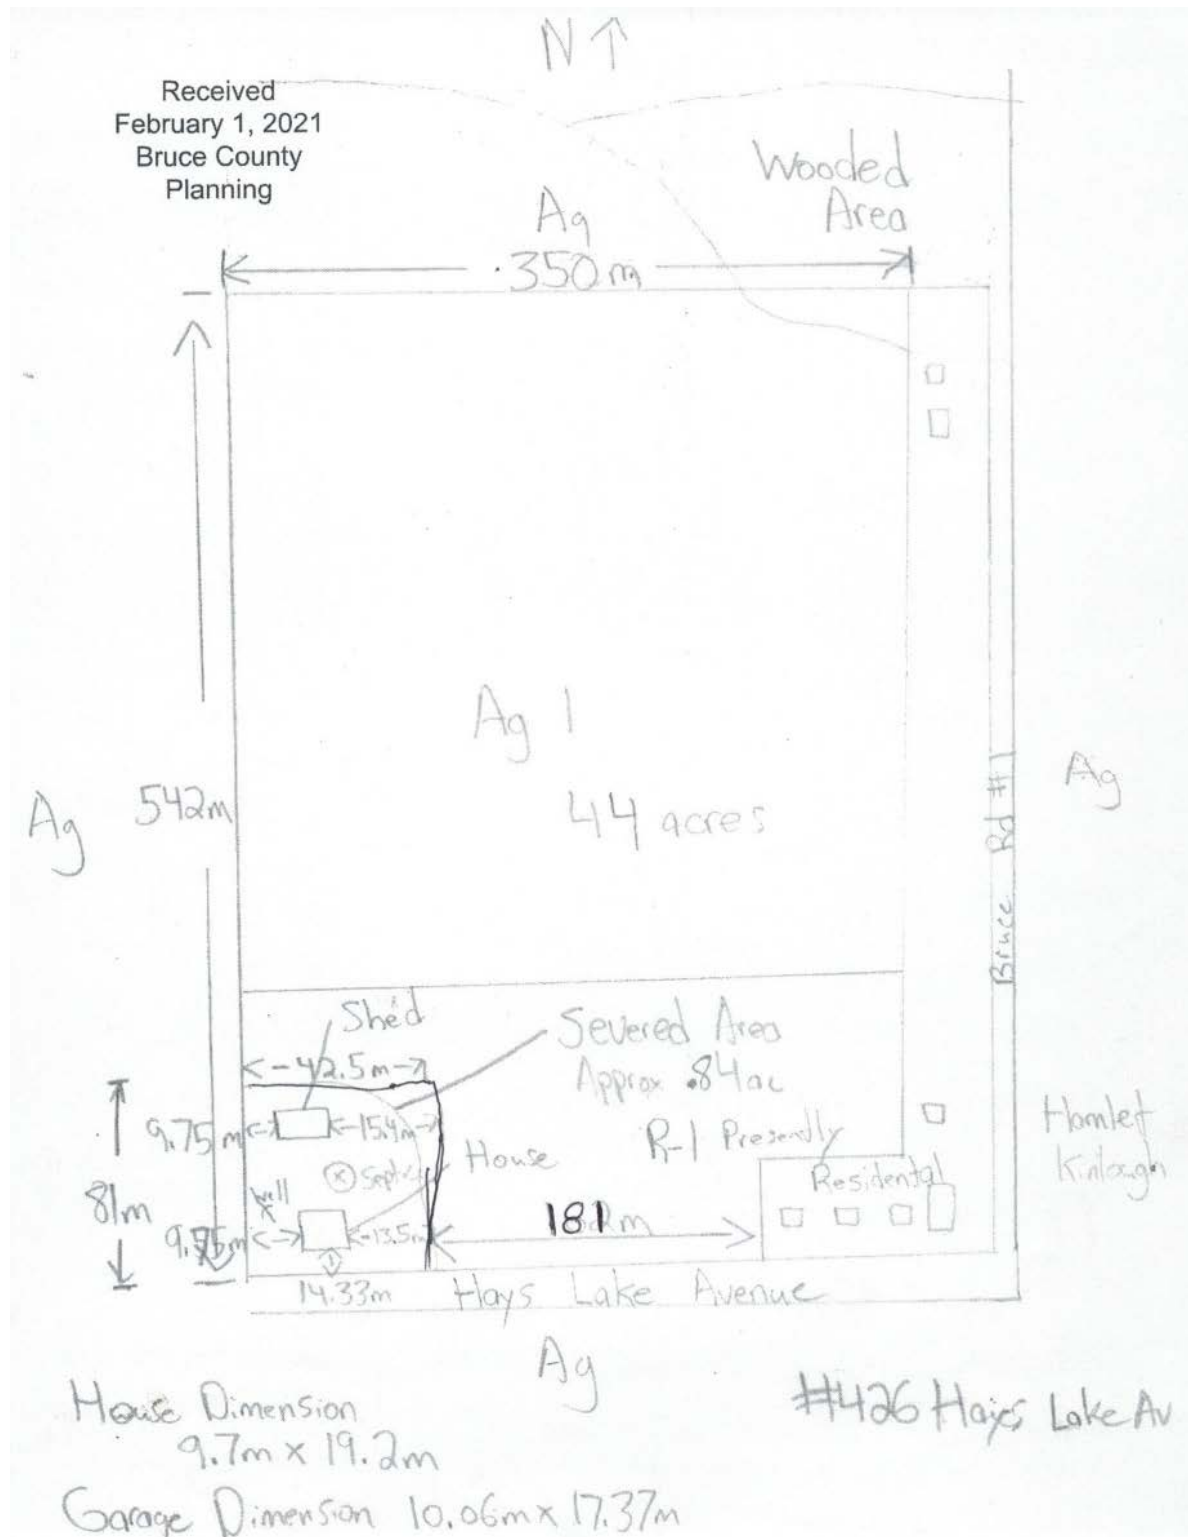 N ↑
Received
February 1, 2021
Bruce County
Planning
Wooded
Area
Ag
350m
Ag 1
44 acres
Ag
542m
Ag
Bruce Rd #1
Shed
Severed Area
Approx .84ac
42.5m
9.75m
15.4m
R-1 Presently
Hamlet
Kinlough
House
Septic
Residental
81m
well
x
9.75m
13.5m
181m
14.33m
Hays Lake Avenue
Ag
House Dimension
9.7m x 19.2m
#426 Hayes Lake Av
Garage Dimension 10.06m x 17.37m